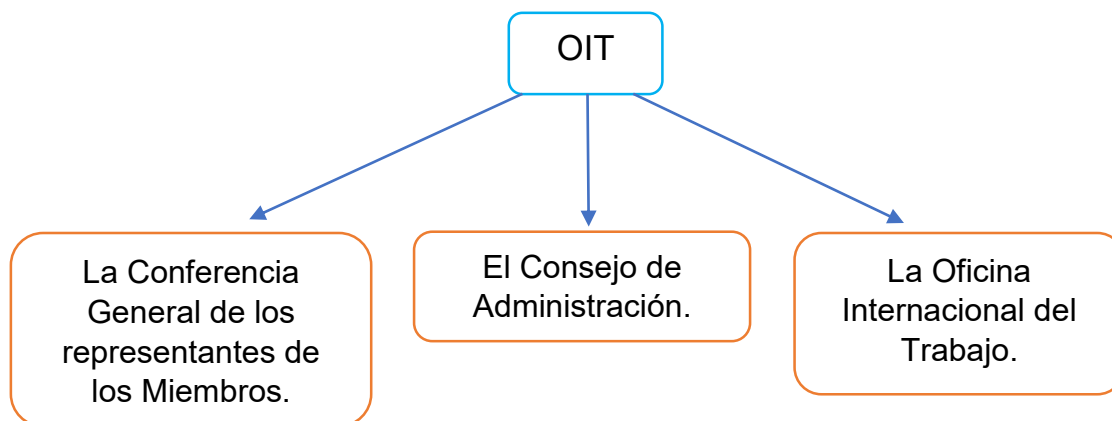 OIT
La Conferencia
General de los
representantes de
los Miembros.
El Consejo de
Administración.
La Oficina
Internacional del
Trabajo.